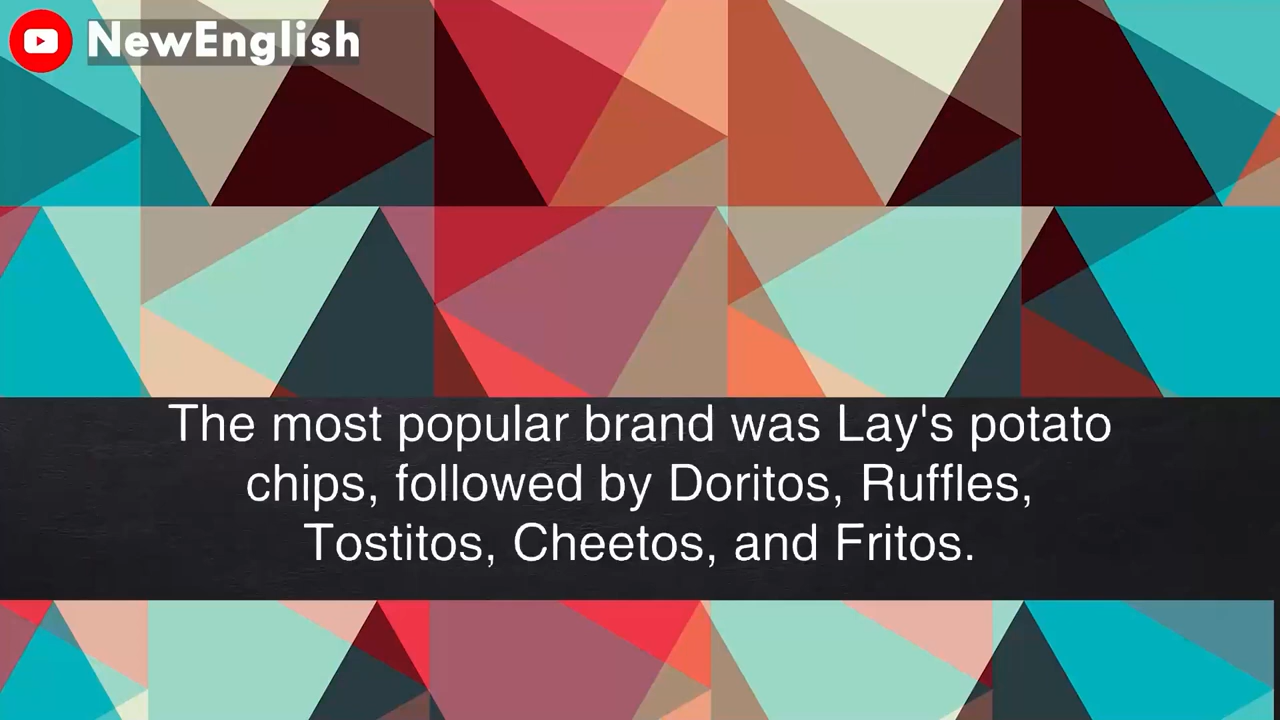 NewEnglish
The most popular brand was Lay's potato
chips, followed by Doritos, Ruffles,
Tostitos, Cheetos, and Fritos.